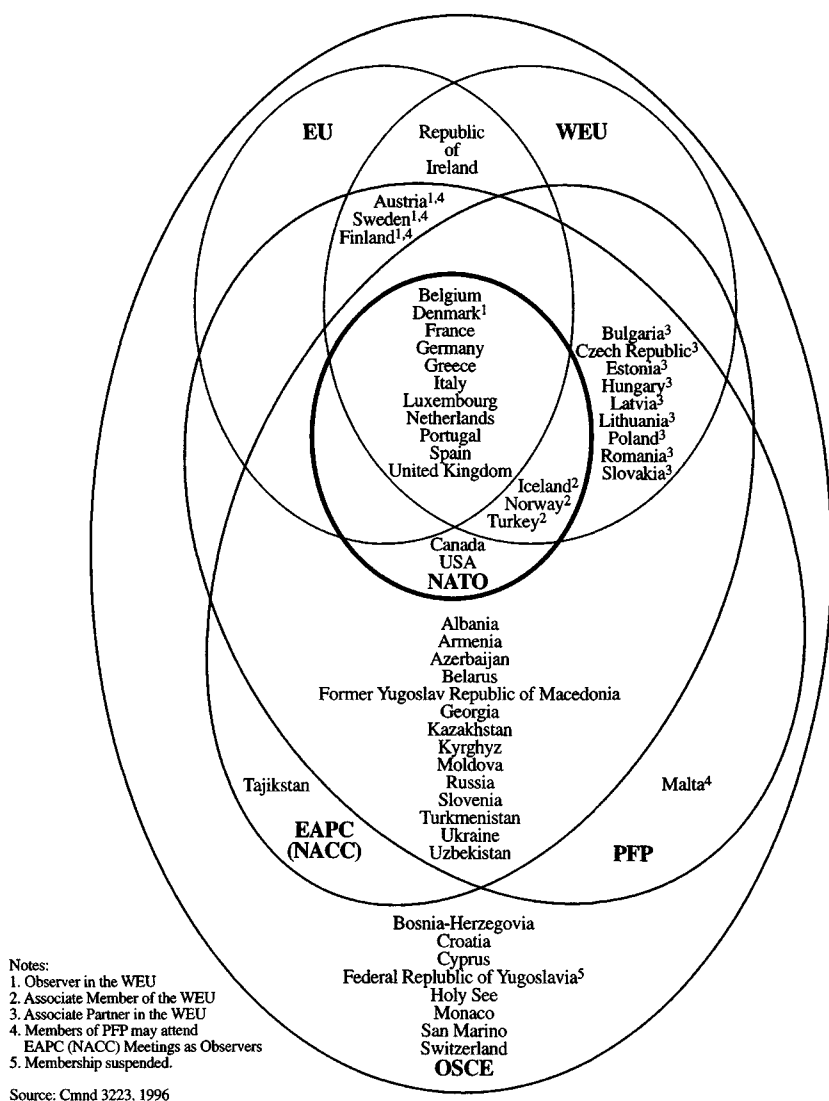 EU
WEU
Republic
of
Ireland
Austria1,4
Sweden1,4
Finland1,4
Belgium
Denmark1
France
Germany
Greece
Italy
Luxembourg
Netherlands
Portugal
Spain
United Kingdom
Bulgaria3
Czech Republic3
Estonia3
Hungary3
Latvia3
Lithuania3
Poland3
Romania3
Slovakia3
Iceland2
Norway2
Turkey2
Canada
USA
NATO
Albania
Armenia
Azerbaijan
Belarus
Former Yugoslav Republic of Macedonia
Georgia
Kazakhstan
Kyrghyz
Moldova
Russia
Slovenia
Turkmenistan
Ukraine
Uzbekistan
Tajikstan
Malta4
EAPC
(NACC)
PFP
Bosnia-Herzegovia
Croatia
Cyprus
Federal Replublic of Yugoslavia5
Holy See
Monaco
San Marino
Switzerland
OSCE
Notes:
1. Observer in the WEU
2. Associate Member of the WEU
3. Associate Partner in the WEU
4. Members of PFP may attend
EAPC (NACC) Meetings as Observers
5. Membership suspended.
Source: Cmnd 3223, 1996